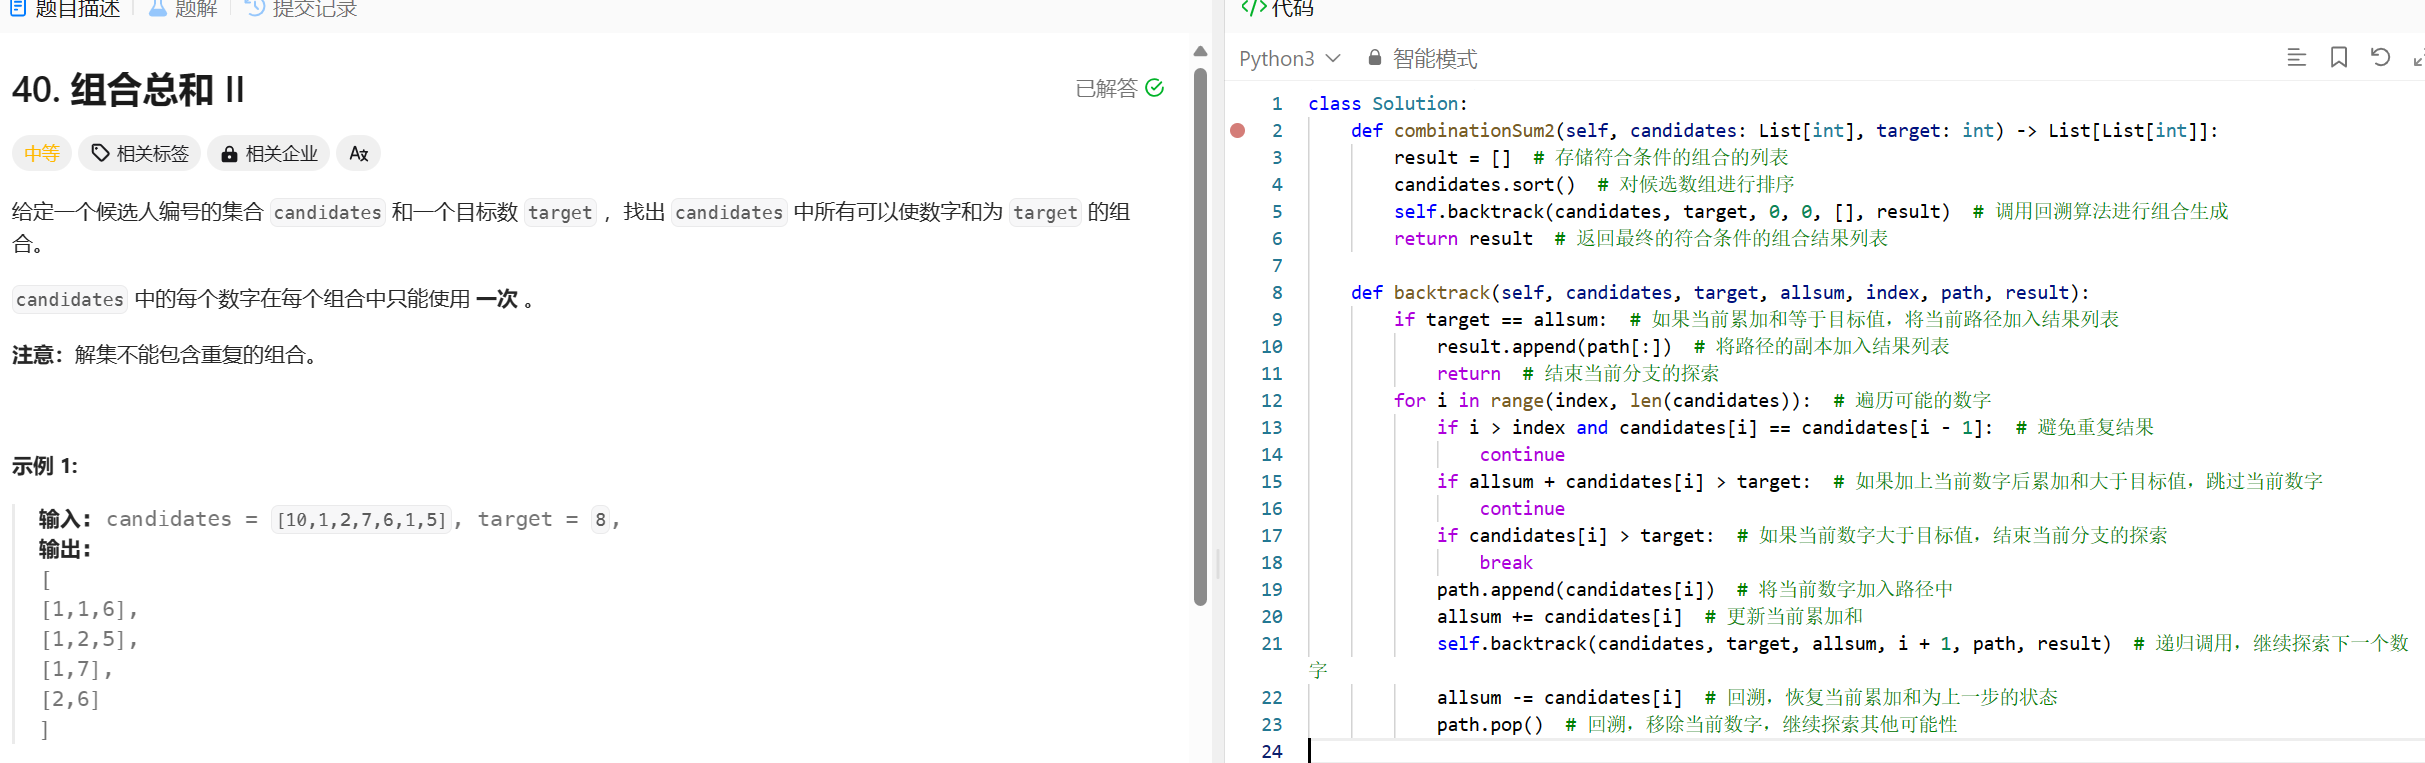 题目描述
题解
提交记录
40. 组合总和 II
已解答
中等
相关标签
相关企业
给定一个候选人编号的集合 candidates 和一个目标数 target ，找出 candidates 中所有可以使数字和为 target 的组
合。
candidates 中的每个数字在每个组合中只能使用 一次 。
注意：解集不能包含重复的组合。
示例 1:
输入: candidates = [10,1,2,7,6,1,5], target = 8,
输出:
[
[1,1,6],
[1,2,5],
[1,7],
[2,6]
]
</> 代码
Python3
智能模式
1 class Solution:
2     def combinationSum2(self, candidates: List[int], target: int) -> List[List[int]]:
3         result = []  # 存储符合条件的组合的列表
4         candidates.sort()  # 对候选数组进行排序
5         self.backtrack(candidates, target, 0, 0, [], result)  # 调用回溯算法进行组合生成
6         return result  # 返回最终的符合条件的组合结果列表
7
8     def backtrack(self, candidates, target, allsum, index, path, result):
9         if target == allsum:  # 如果当前累加和等于目标值，将当前路径加入结果列表
10             result.append(path[:])  # 将路径的副本加入结果列表
11             return  # 结束当前分支的探索
12         for i in range(index, len(candidates)):  # 遍历可能的数字
13             if i > index and candidates[i] == candidates[i - 1]:  # 避免重复结果
14                 continue
15             if allsum + candidates[i] > target:  # 如果加上当前数字后累加和大于目标值，跳过当前数字
16                 continue
17             if candidates[i] > target:  # 如果当前数字大于目标值，结束当前分支的探索
18                 break
19             path.append(candidates[i])  # 将当前数字加入路径中
20             allsum += candidates[i]  # 更新当前累加和
21             self.backtrack(candidates, target, allsum, i + 1, path, result)  # 递归调用，继续探索下一个数
字
22             allsum -= candidates[i]  # 回溯，恢复当前累加和为上一步的状态
23             path.pop()  # 回溯，移除当前数字，继续探索其他可能性
24